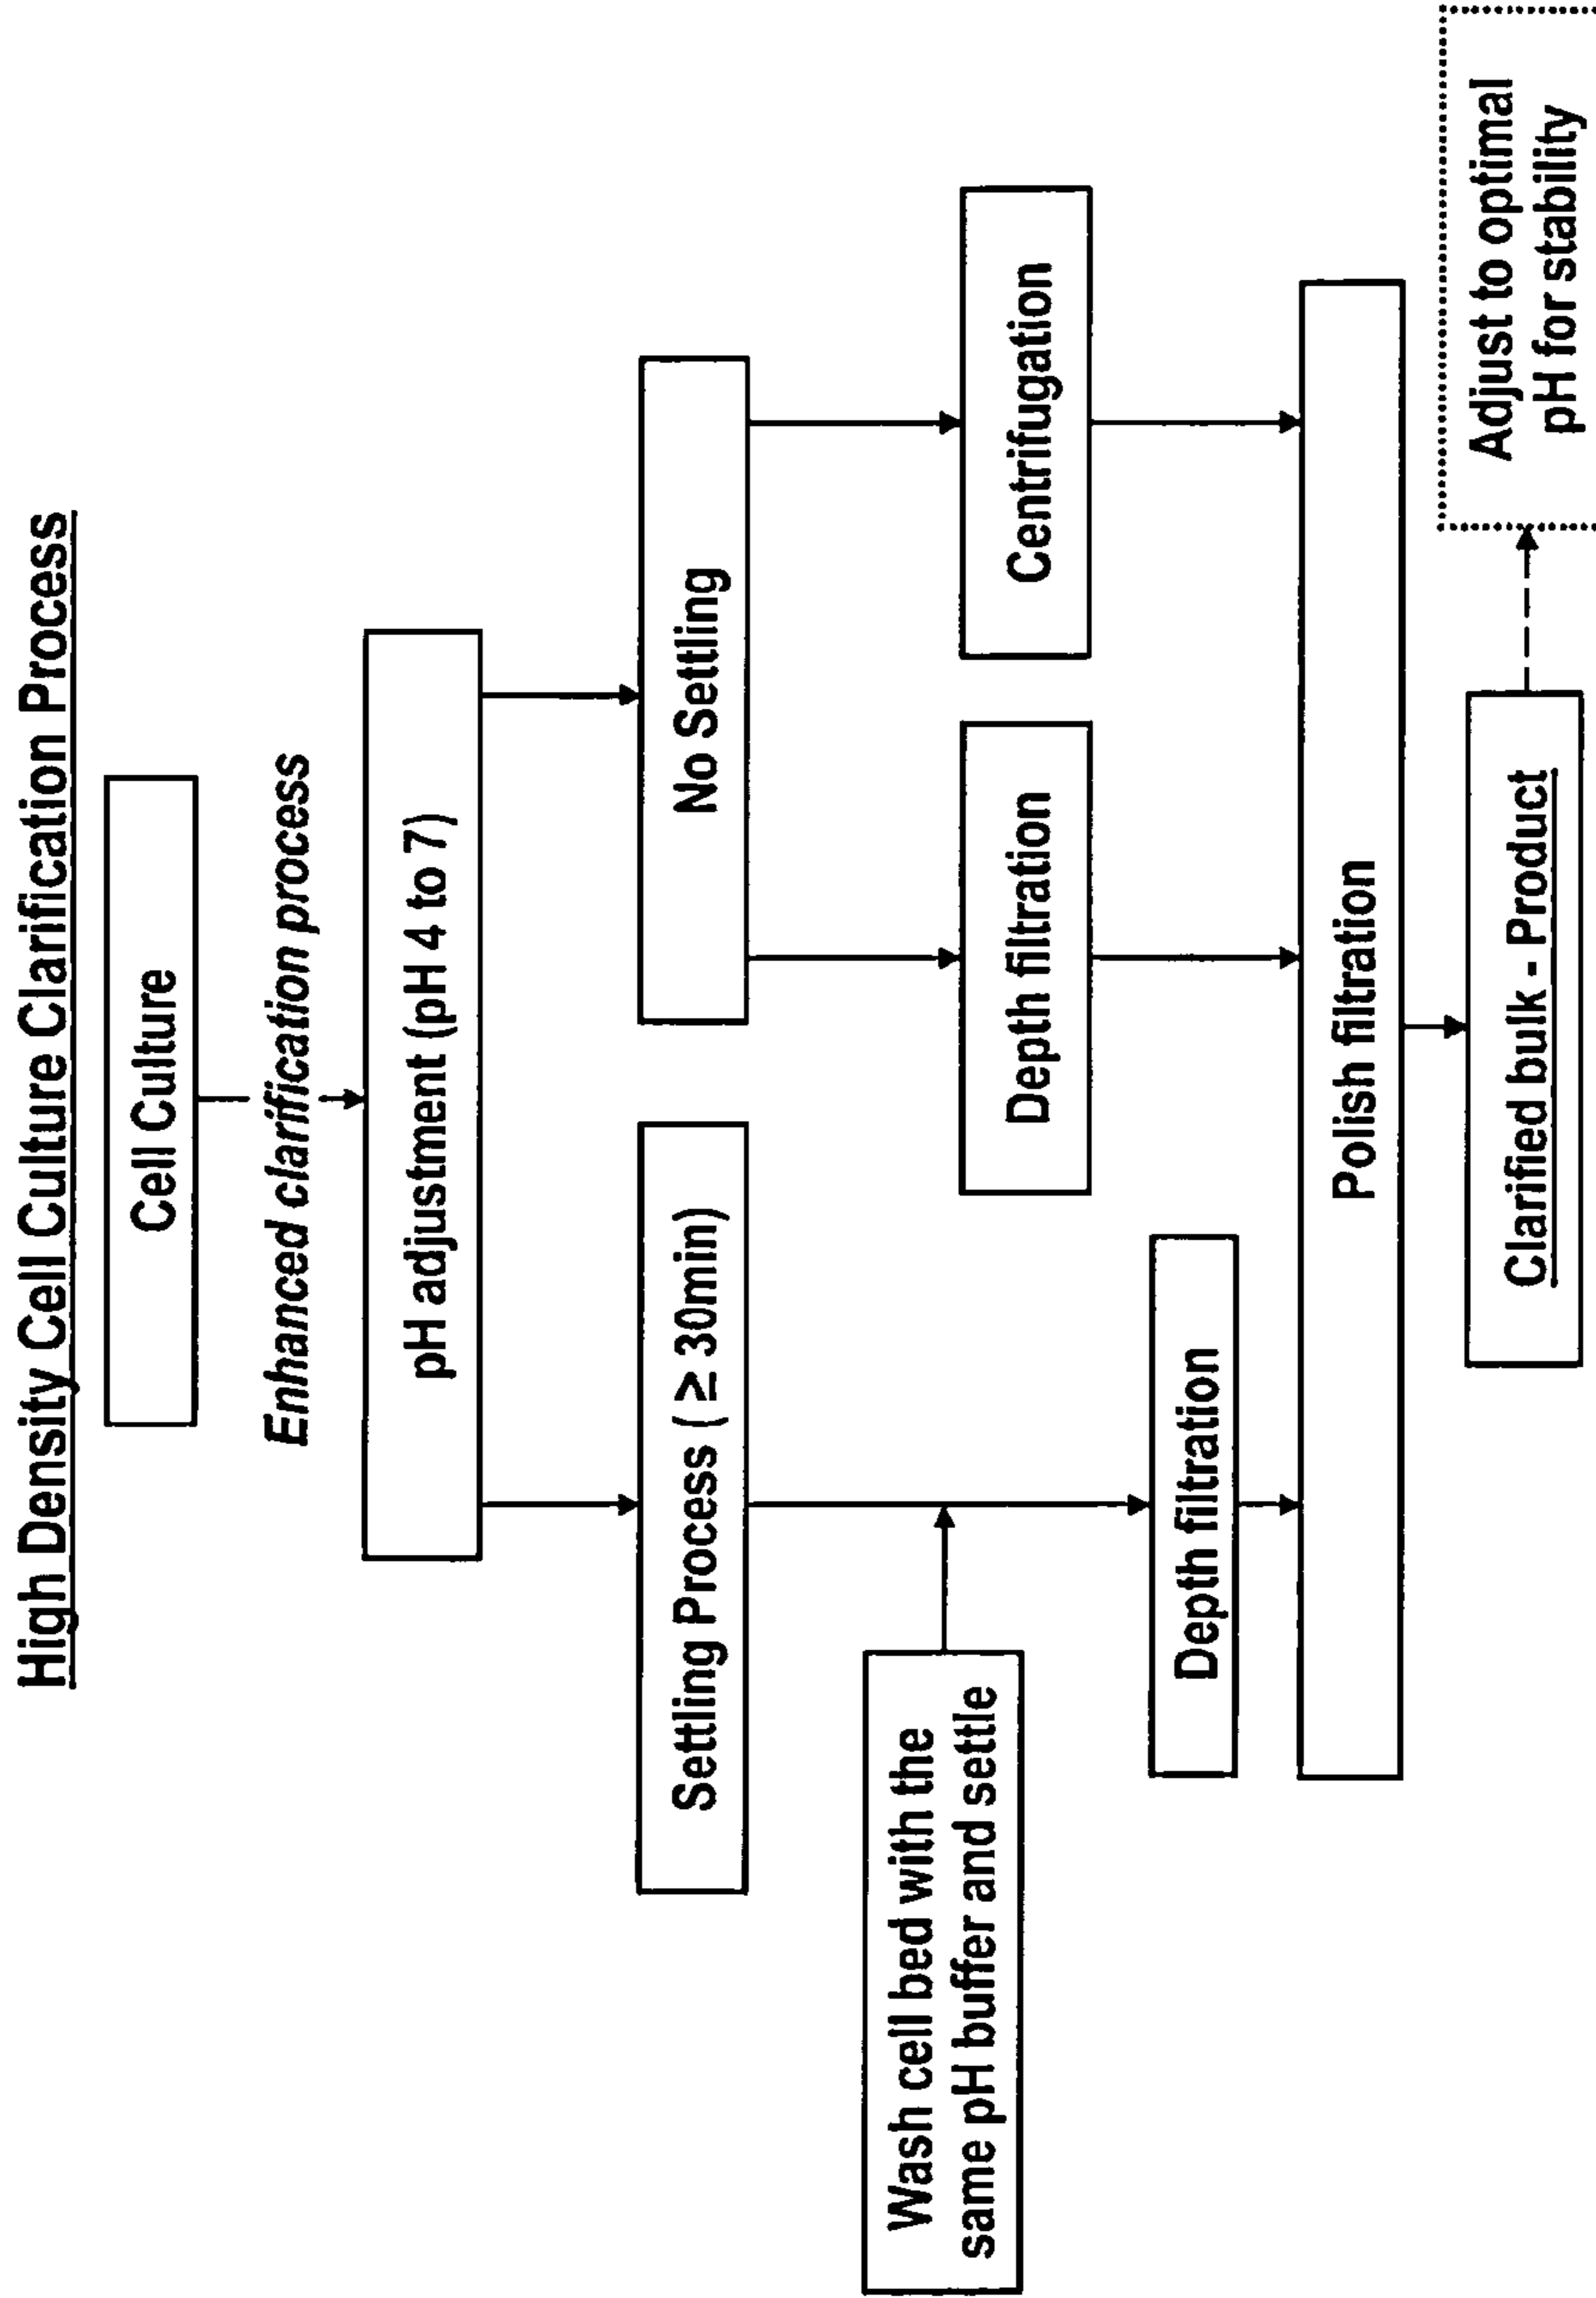 High Density Cell Culture Clarification Process
Cell Culture
Enhanced clarification process
pH adjustment (pH 4 to 7)
Settling Process ( ≥ 30min)
No Settling
Wash cell bed with the
same pH buffer and settle
Depth filtration
Centrifugation
Depth filtration
Polish filtration
Clarified bulk - Product
Adjust to optimal
pH for stability